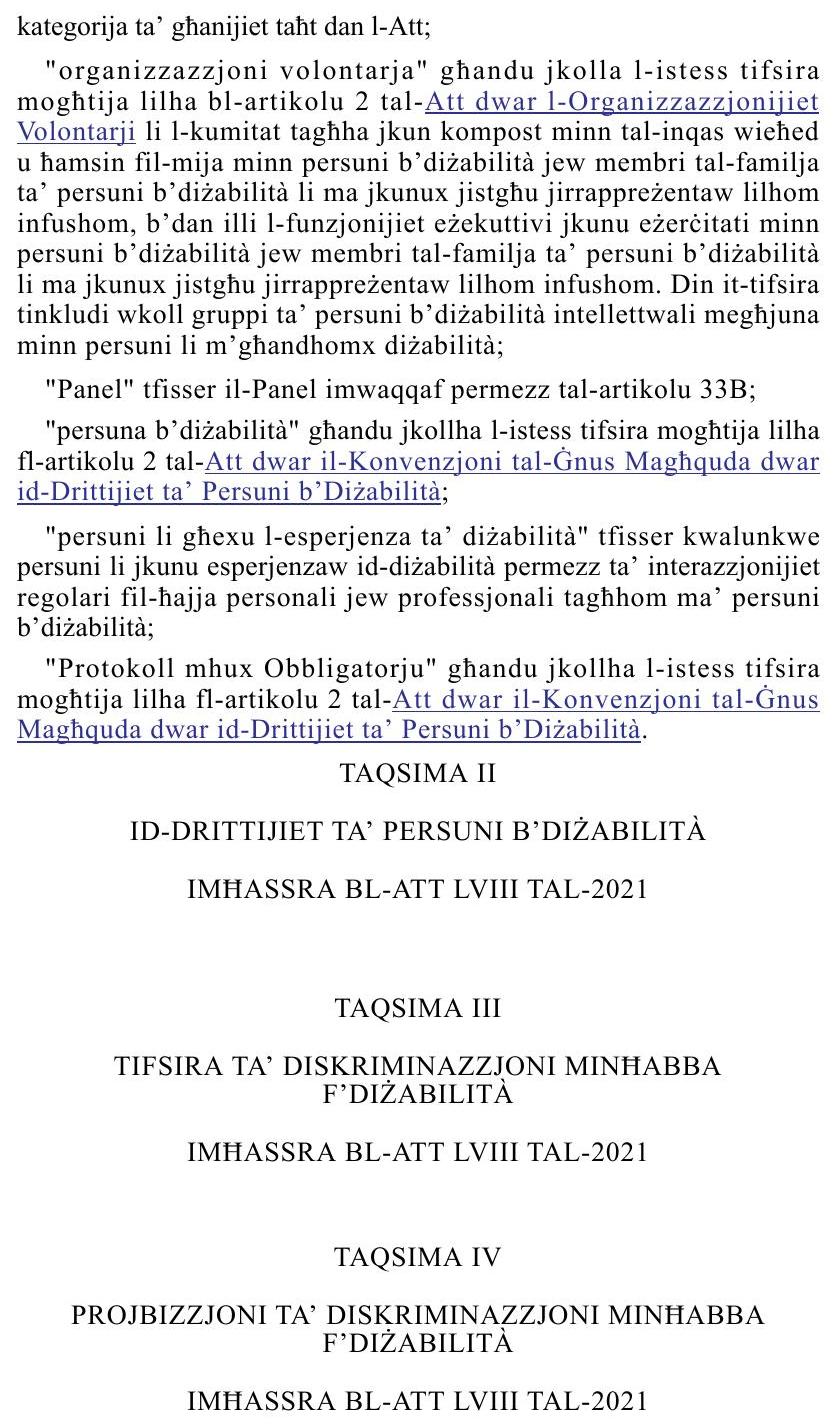 kategorija ta’ għanijiet taħt dan l-Att;
"organizzazzjoni volontarja" għandu jkolla l-istess tifsira
mogħtija lilha bl-artikolu 2 tal-Att dwar l-Organizzazzjonijiet
Volontarji li l-kumitat tagħha jkun kompost minn tal-inqas wieħed
u ħamsin fil-mija minn persuni b’diżabilità jew membri tal-familja
ta’ persuni b’diżabilità li ma jkunux jistgħu jirrappreżentaw lilhom
infushom, b’dan illi l-funzjonijiet eżekuttivi jkunu eżerċitati minn
persuni b’diżabilità jew membri tal-familja ta’ persuni b’diżabilità
li ma jkunux jistgħu jirrappreżentaw lilhom infushom. Din it-tifsira
tinkludi wkoll gruppi ta’ persuni b’diżabilità intellettwali megħjuna
minn persuni li m’għandhomx diżabilità;
"Panel" tfisser il-Panel imwaqqaf permezz tal-artikolu 33B;
"persuna b’diżabilità" għandu jkollha l-istess tifsira mogħtija lilha
fl-artikolu 2 tal-Att dwar il-Konvenzjoni tal-Ġnus Magħquda dwar
id-Drittijiet ta’ Persuni b’Diżabilità;
"persuni li għexu l-esperjenza ta’ diżabilità" tfisser kwalunkwe
persuni li jkunu esperjenzaw id-diżabilità permezz ta’ interazzjonijiet
regolari fil-ħajja personali jew professjonali tagħhom ma’ persuni
b’diżabilità;
"Protokoll mhux Obbligatorju" għandu jkollha l-istess tifsira
mogħtija lilha fl-artikolu 2 tal-Att dwar il-Konvenzjoni tal-Ġnus
Magħquda dwar id-Drittijiet ta’ Persuni b’Diżabilità.
TAQSIMA II
ID-DRITTIJIET TA’ PERSUNI B’DIŻABILITÀ
IMĦASSRA BL-ATT LVIII TAL-2021
TAQSIMA III
TIFSIRA TA’ DISKRIMINAZZJONI MINĦABBA
F’DIŻABILITÀ
IMĦASSRA BL-ATT LVIII TAL-2021
TAQSIMA IV
PROJBIZZJONI TA’ DISKRIMINAZZJONI MINĦABBA
F’DIŻABILITÀ
IMĦASSRA BL-ATT LVIII TAL-2021